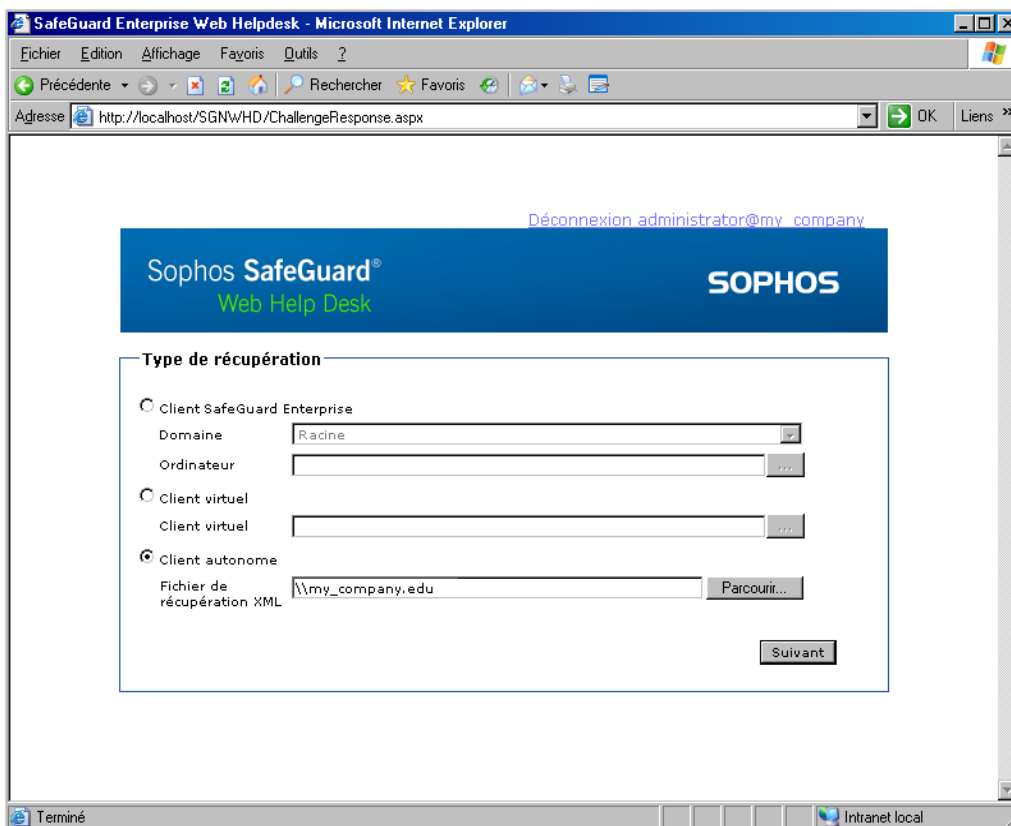 SafeGuard Enterprise Web Helpdesk - Microsoft Internet Explorer
Fichier Edition Affichage Favoris Outils ?
Précédente Rechercher Favoris
Adresse http://localhost/SGNWHD/ChallengeResponse.aspx OK Liens »
Déconnexion administrator@my_company
Sophos SafeGuard® SOPHOS
Web Help Desk
Type de récupération
Client SafeGuard Enterprise
Domaine Racine
Ordinateur ...
Client virtuel
Client virtuel ...
Client autonome
Fichier de récupération XML \\my_company.edu Parcourir...
Suivant
Terminé Intranet local